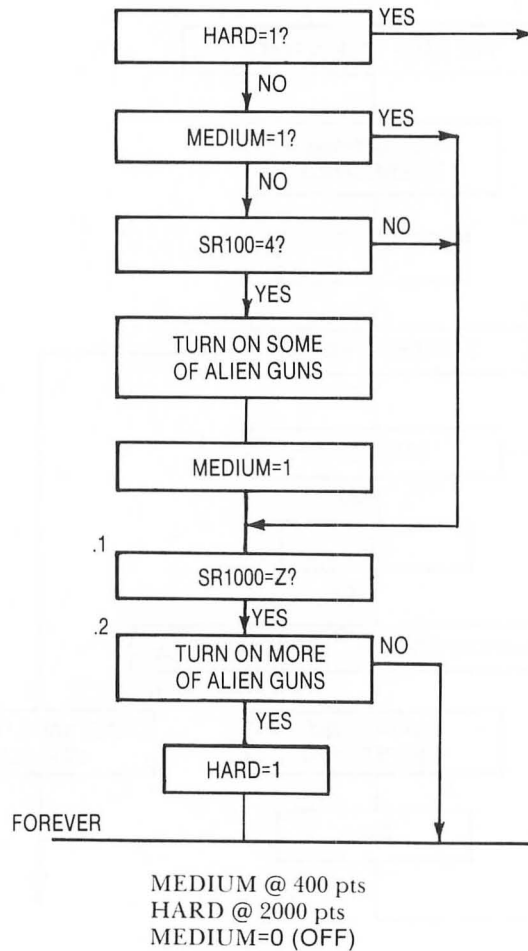 HARD=1?
YES
NO
MEDIUM=1?
YES
NO
SR100=4?
NO
YES
TURN ON SOME
OF ALIEN GUNS
MEDIUM=1
.1
SR1000=Z?
YES
.2
TURN ON MORE
OF ALIEN GUNS
NO
YES
HARD=1
FOREVER
MEDIUM @ 400 pts
HARD @ 2000 pts
MEDIUM=0 (OFF)